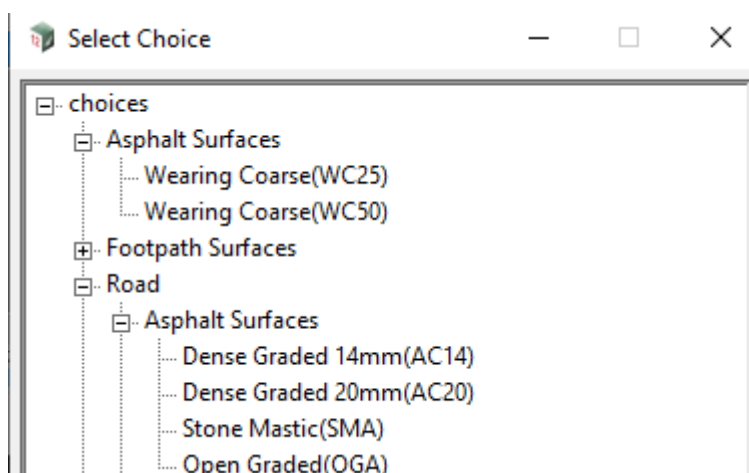 Select Choice
choices
Asphalt Surfaces
Wearing Coarse(WC25)
Wearing Coarse(WC50)
Footpath Surfaces
Road
Asphalt Surfaces
Dense Graded 14mm(AC14)
Dense Graded 20mm(AC20)
Stone Mastic(SMA)
Open Graded(OGA)